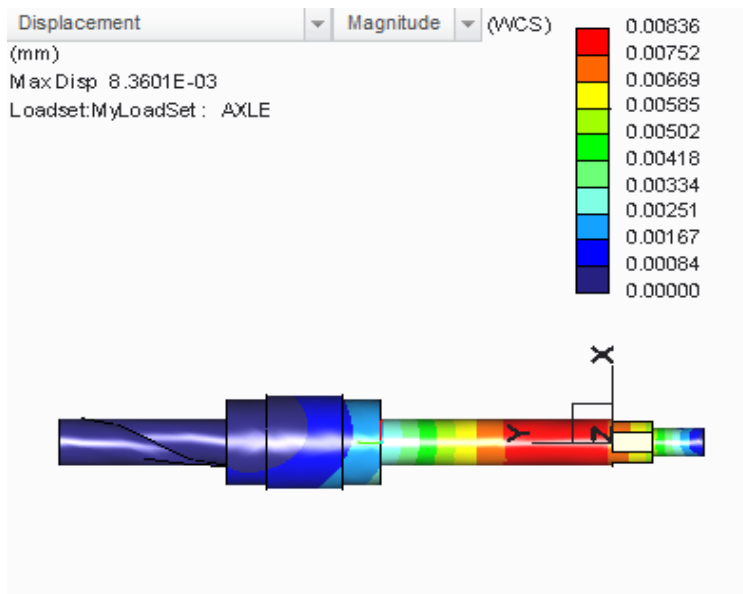 Displacement Magnitude (WCS)
(mm)
Max Disp 8.3601E-03
Loadset:MyLoadSet : AXLE
0.00836
0.00752
0.00669
0.00585
0.00502
0.00418
0.00334
0.00251
0.00167
0.00084
0.00000
X
Y
Z